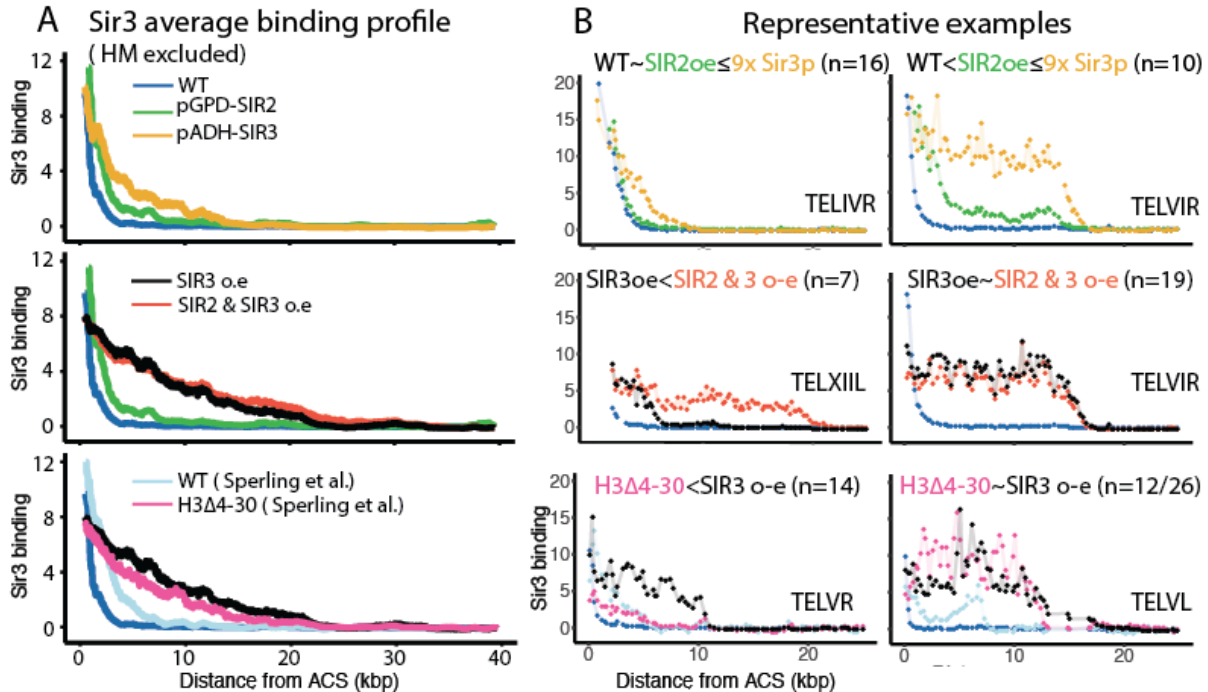 A Sir3 average binding profile
( HM excluded)
WT
pGPD-SIR2
pADH-SIR3
12
8
4
0
Sir3 binding
SIR3 o.e
SIR2 & SIR3 o.e
12
8
4
0
Sir3 binding
WT ( Sperling et al.)
H3Δ4-30 ( Sperling et al.)
12
8
4
0
Sir3 binding
0 10 20 30 40
Distance from ACS (kbp)
B Representative examples
WT~SIR2oe≤9x Sir3p (n=16)
20
15
10
5
0
TELIVR
WT<SIR2oe≤9x Sir3p (n=10)
TELVIR
SIR3oe<SIR2 & 3 o-e (n=7)
20
15
10
5
0
TELXIIL
SIR3oe~SIR2 & 3 o-e (n=19)
TELVIR
H3Δ4-30<SIR3 o-e (n=14)
20
15
10
5
0
Sir3 binding
TELVR
0 10 20
H3Δ4-30~SIR3 o-e (n=12/26)
TELVL
0 10 20
Distance from ACS (kbp)